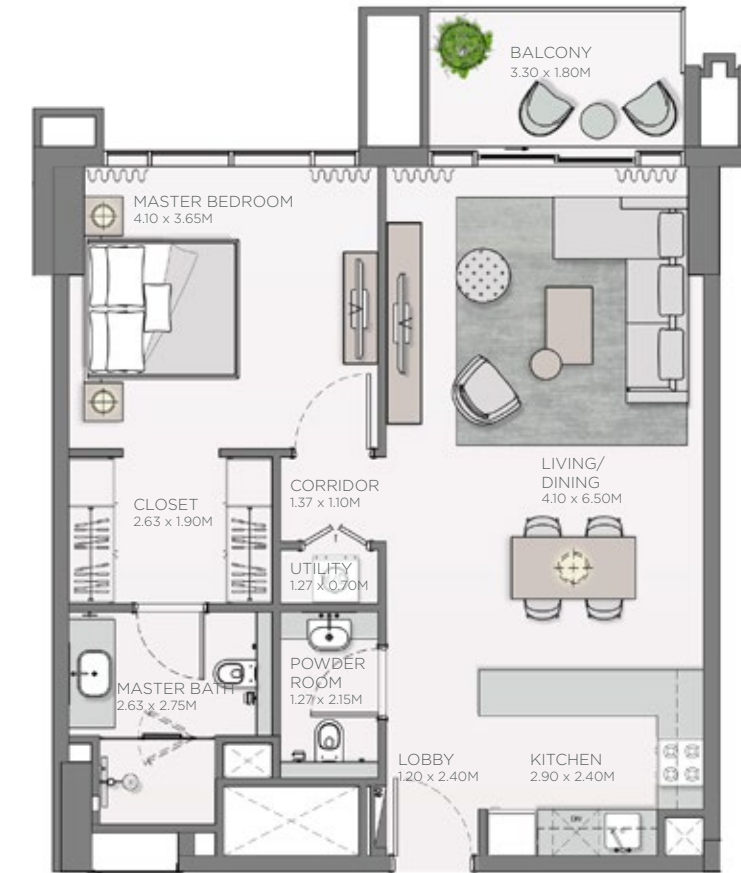 BALCONY
3.30 x 1.80M
MASTER BEDROOM
4.10 x 3.65M
LIVING/
DINING
4.10 x 6.50M
CORRIDOR
1.37 x 1.10M
CLOSET
2.63 x 1.90M
UTILITY
1.27 x 0.70M
POWDER
ROOM
1.27 x 2.15M
MASTER BATH
2.63 x 2.75M
LOBBY
1.20 x 2.40M
KITCHEN
2.90 x 2.40M